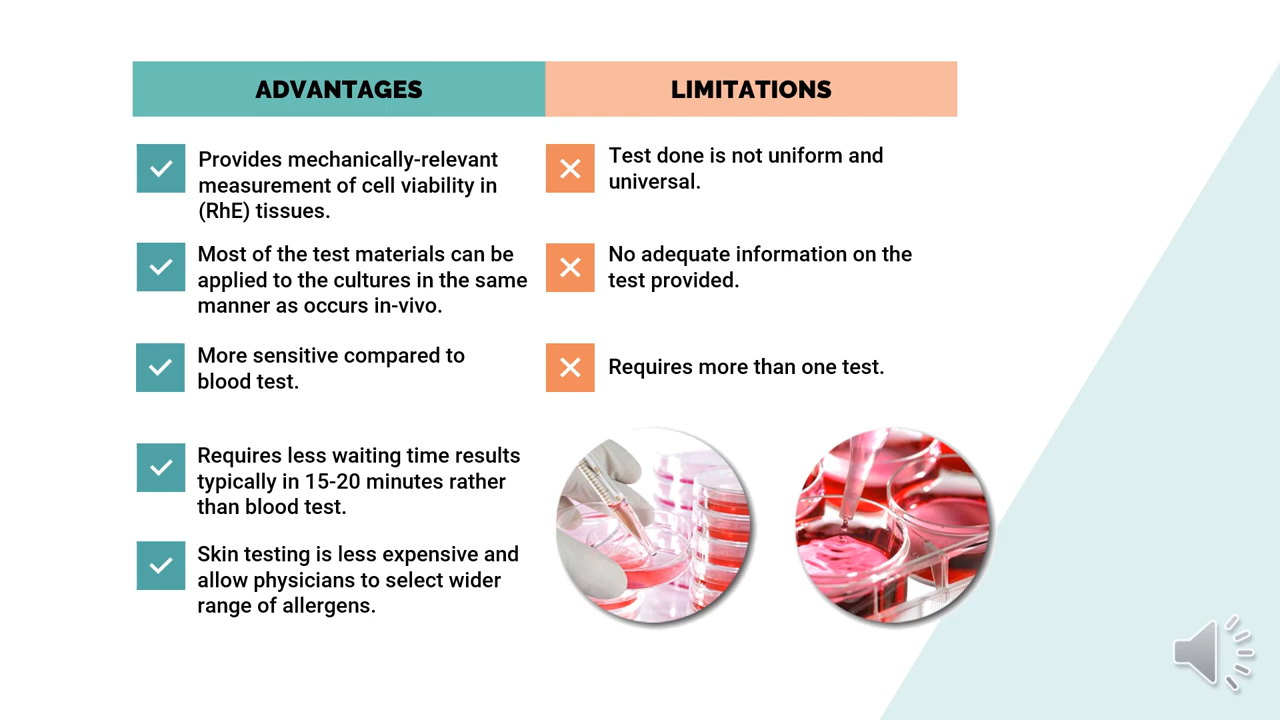 ADVANTAGES
LIMITATIONS
Provides mechanically-relevant
measurement of cell viability in
(RhE) tissues.
Most of the test materials can be
applied to the cultures in the same
manner as occurs in-vivo.
More sensitive compared to
blood test.
Requires less waiting time results
typically in 15-20 minutes rather
than blood test.
Skin testing is less expensive and
allow physicians to select wider
range of allergens.
Test done is not uniform and
universal.
No adequate information on the
test provided.
Requires more than one test.